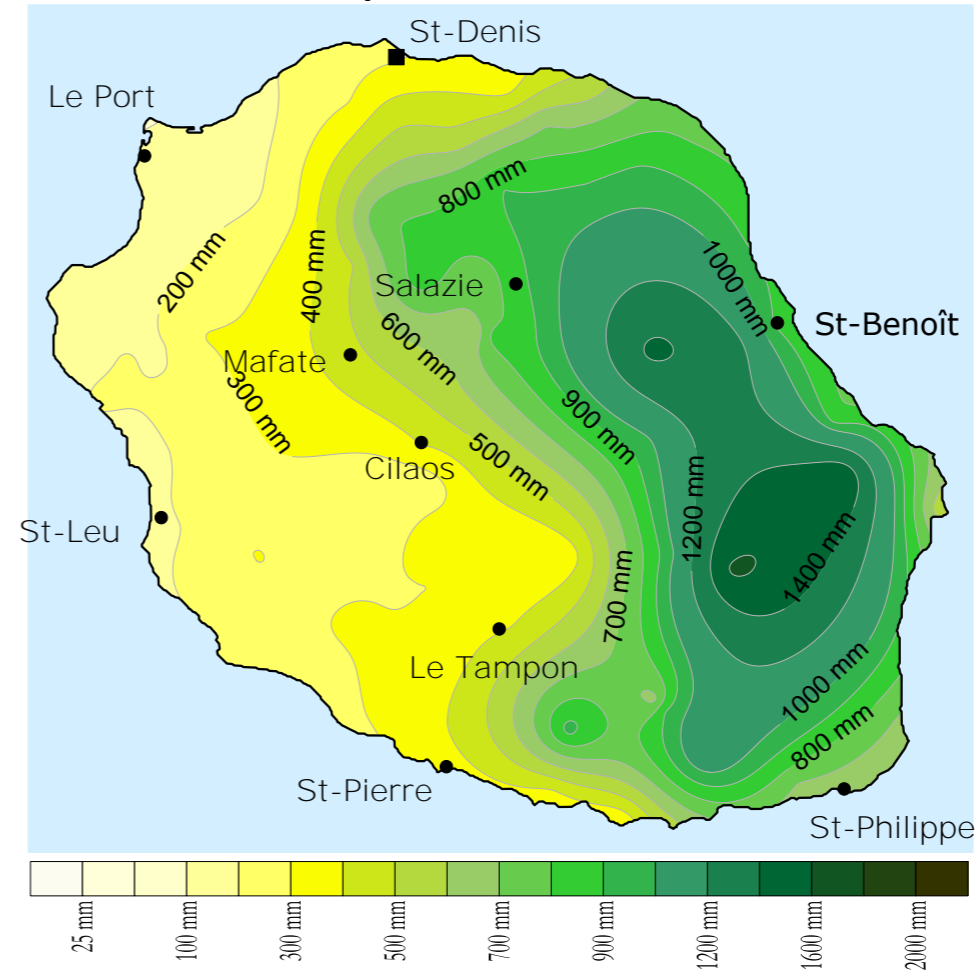 St-Denis
Le Port
800 mm
200 mm
400 mm
1000 mm
Salazie
St-Benoît
600 mm
Mafate
300 mm
900 mm
500 mm
Cilaos
1200 mm
St-Leu
1400 mm
700 mm
Le Tampon
1000 mm
800 mm
St-Pierre
St-Philippe
25 mm
100 mm
300 mm
500 mm
700 mm
900 mm
1200 mm
1600 mm
2000 mm